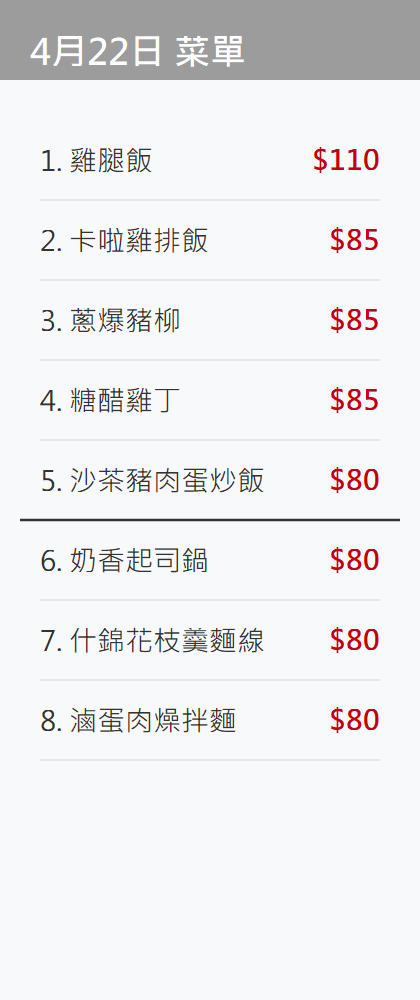 4月22日 菜單
1. 雞腿飯 $110
2. 卡啦雞排飯 $85
3. 蔥爆豬柳 $85
4. 糖醋雞丁 $85
5. 沙茶豬肉蛋炒飯 $80
6. 奶香起司鍋 $80
7. 什錦花枝羹麵線 $80
8. 滷蛋肉燥拌麵 $80